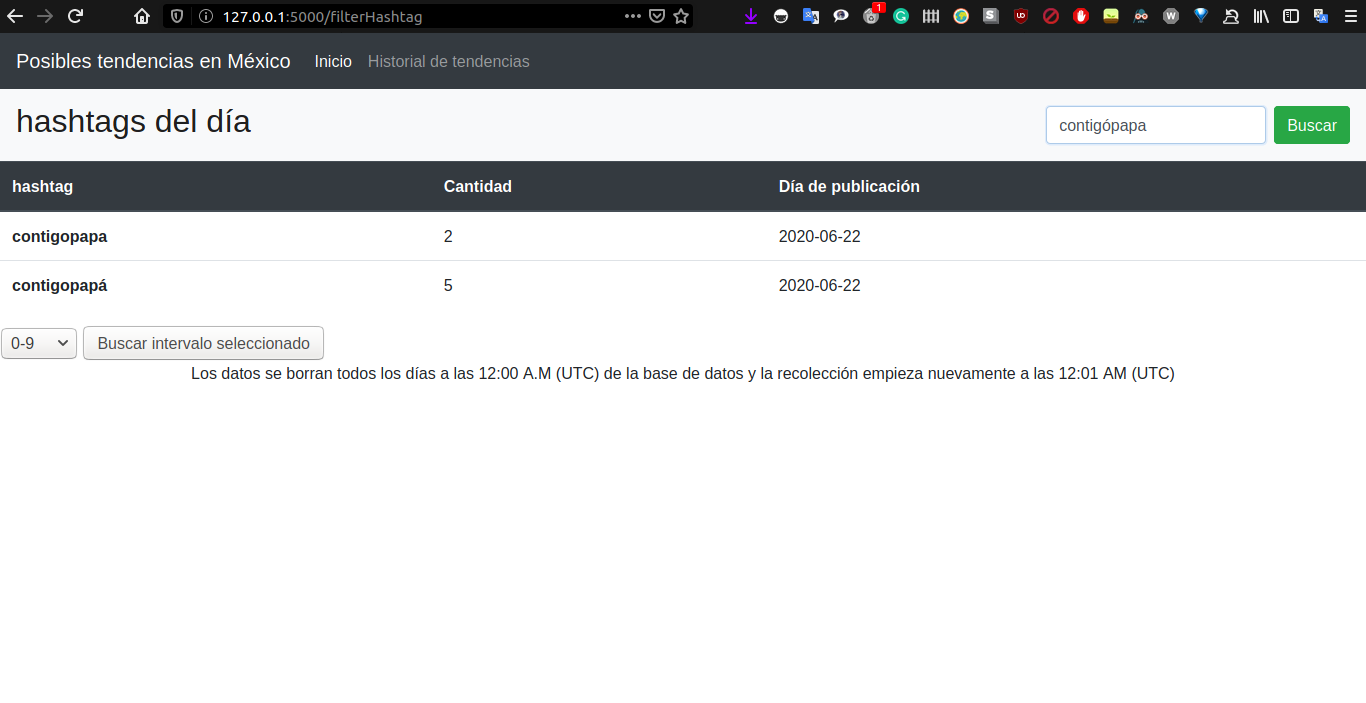 127.0.0.1:5000/filterHashtag
1
Posibles tendencias en México Inicio Historial de tendencias
hashtags del día contigópapa Buscar
hashtag Cantidad Día de publicación
contigopapa 2 2020-06-22
contigopapá 5 2020-06-22
0-9 Buscar intervalo seleccionado
Los datos se borran todos los días a las 12:00 A.M (UTC) de la base de datos y la recolección empieza nuevamente a las 12:01 AM (UTC)